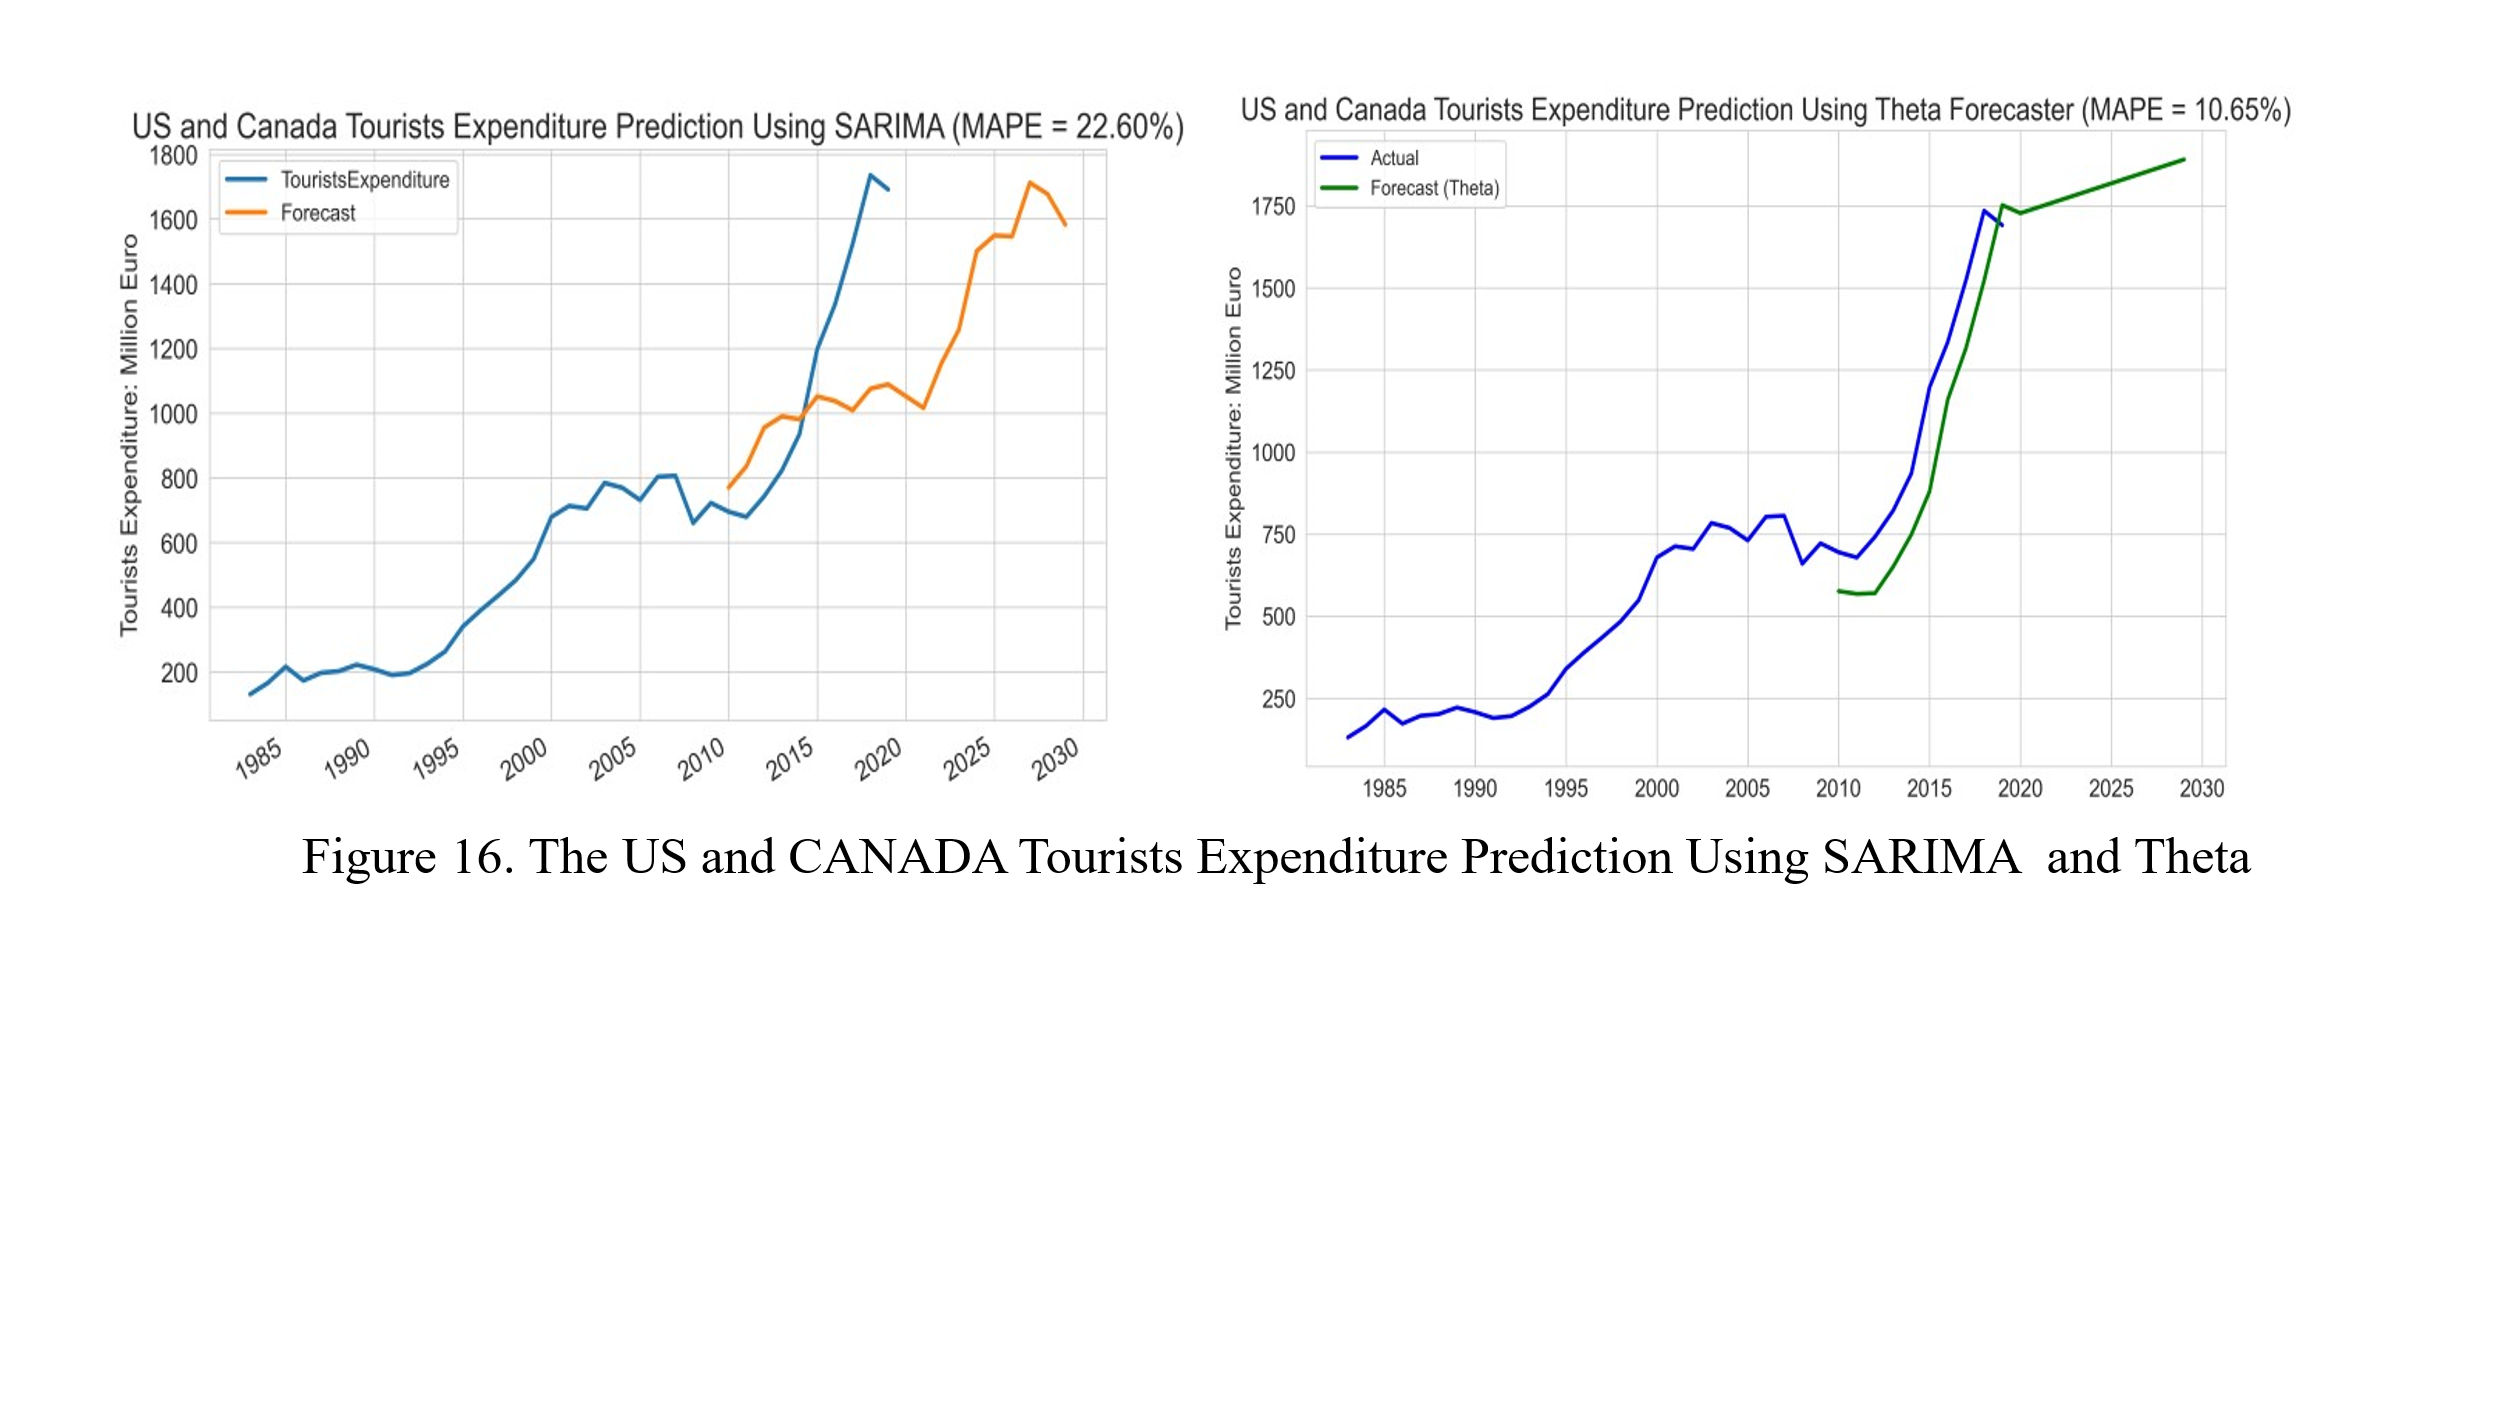 US and Canada Tourists Expenditure Prediction Using SARIMA (MAPE = 22.60%)
Tourists Expenditure: Million Euro
1800
1600
1400
1200
1000
800
600
400
200
TouristsExpenditure
Forecast
1985 1990 1995 2000 2005 2010 2015 2020 2025 2030
US and Canada Tourists Expenditure Prediction Using Theta Forecaster (MAPE = 10.65%)
Tourists Expenditure: Million Euro
1750
1500
1250
1000
750
500
250
Actual
Forecast (Theta)
1985 1990 1995 2000 2005 2010 2015 2020 2025 2030
Figure 16. The US and CANADA Tourists Expenditure Prediction Using SARIMA  and Theta